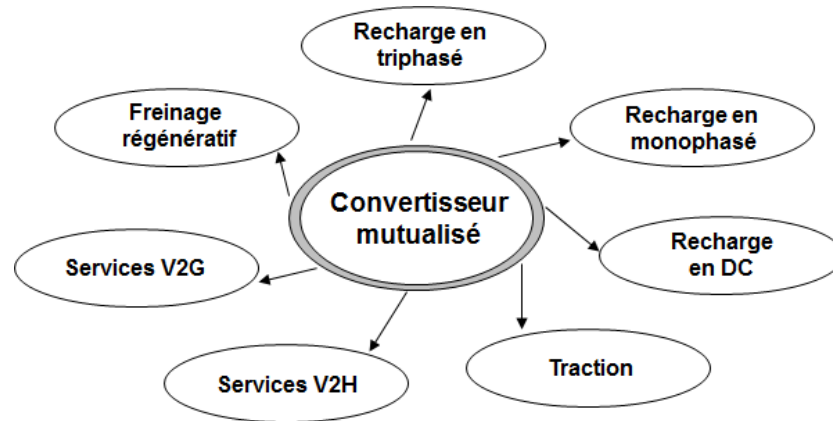 Recharge en
triphasé
Freinage
régénératif
Recharge en
monophasé
Convertisseur
mutualisé
Services V2G
Recharge
en DC
Services V2H
Traction